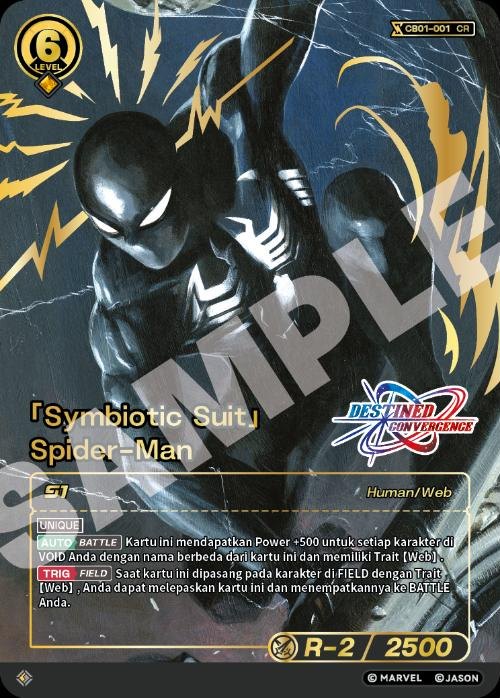 6
LEVEL
CB01-001 CR
SAMPLE
「Symbiotic Suit」
Spider-Man
DESTINED
CONVERGENCE
S1
Human/Web
UNIQUE
AUTO BATTLE Kartu ini mendapatkan Power +500 untuk setiap karakter di
VOID Anda dengan nama berbeda dari kartu ini dan memiliki Trait【Web】.
TRIG FIELD Saat kartu ini dipasang pada karakter di FIELD dengan Trait
【Web】, Anda dapat melepaskan kartu ini dan menempatkannya ke BATTLE
Anda.
R-2 / 2500
© MARVEL ©JASON